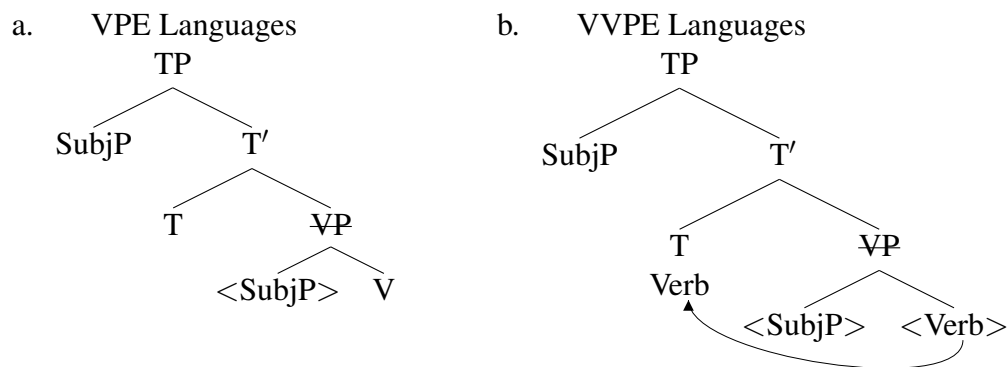 a. VPE Languages
TP
SubjP T′
T VP
<SubjP> V
b. VVPE Languages
TP
SubjP T′
T VP
Verb
<SubjP> <Verb>